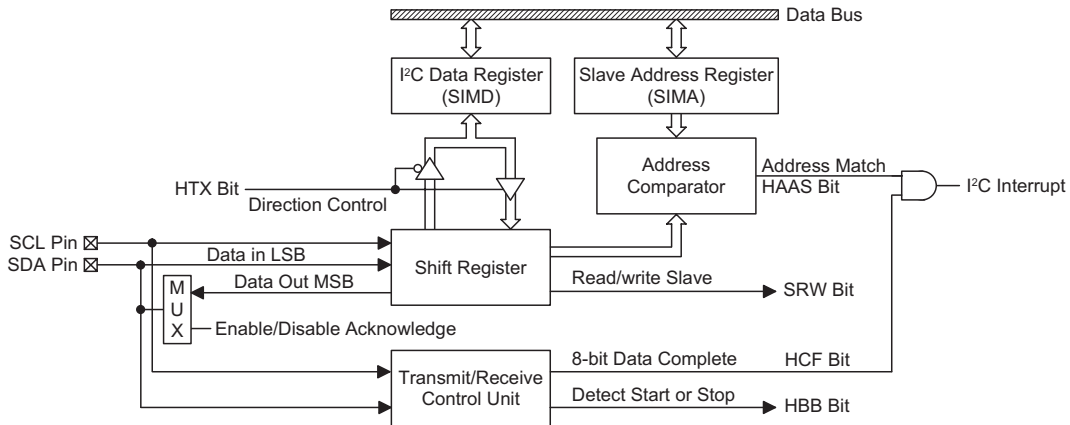 Data Bus
I²C Data Register
(SIMD)
Slave Address Register
(SIMA)
Address
Comparator
Address Match
HAAS Bit
I²C Interrupt
HTX Bit
Direction Control
SCL Pin
SDA Pin
Data in LSB
Shift Register
Data Out MSB
Read/write Slave
SRW Bit
M
U
X
Enable/Disable Acknowledge
Transmit/Receive
Control Unit
8-bit Data Complete
HCF Bit
Detect Start or Stop
HBB Bit